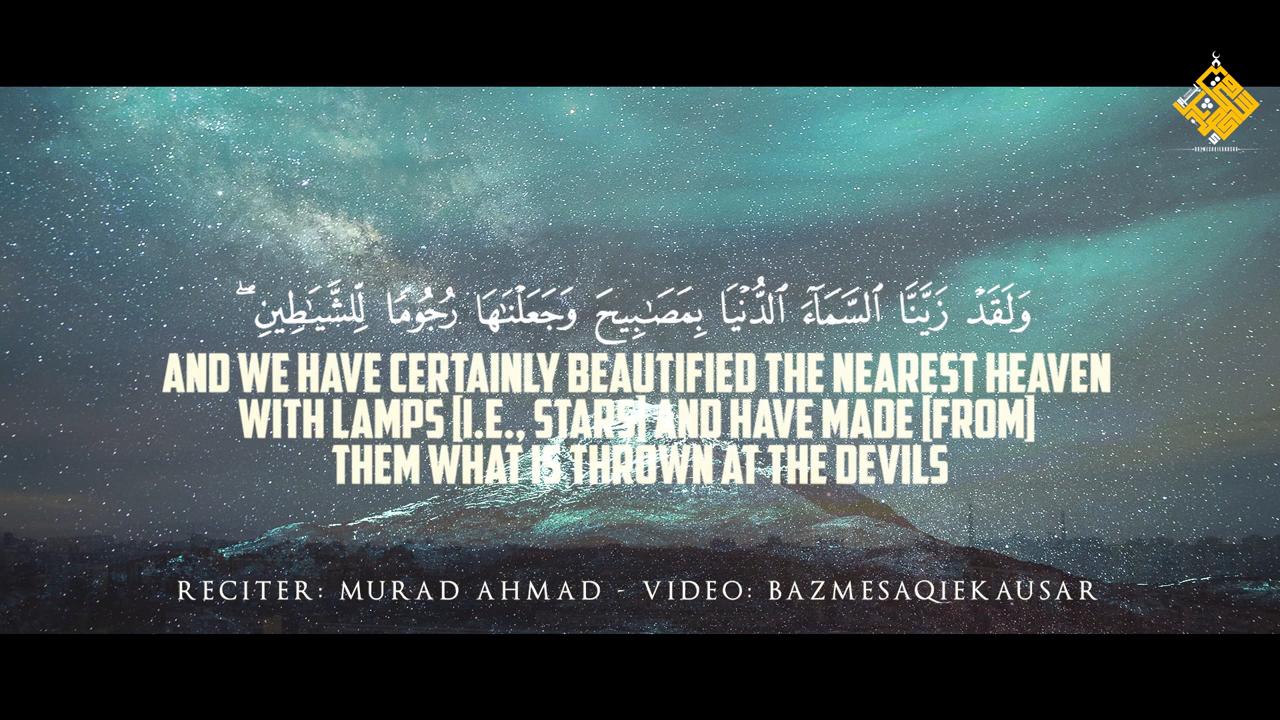 وَلَقَدْ زَيَّنَّا ٱلسَّمَآءَ ٱلدُّنْيَا بِمَصَـٰبِيحَ وَجَعَلْنَـٰهَا رُجُومًا لِّلشَّيَـٰطِينِ ۖ
AND WE HAVE CERTAINLY BEAUTIFIED THE NEAREST HEAVEN
WITH LAMPS [I.E., STARS] AND HAVE MADE [FROM]
THEM WHAT IS THROWN AT THE DEVILS
RECITER: MURAD AHMAD - VIDEO: BAZMESAQIEKAUSAR